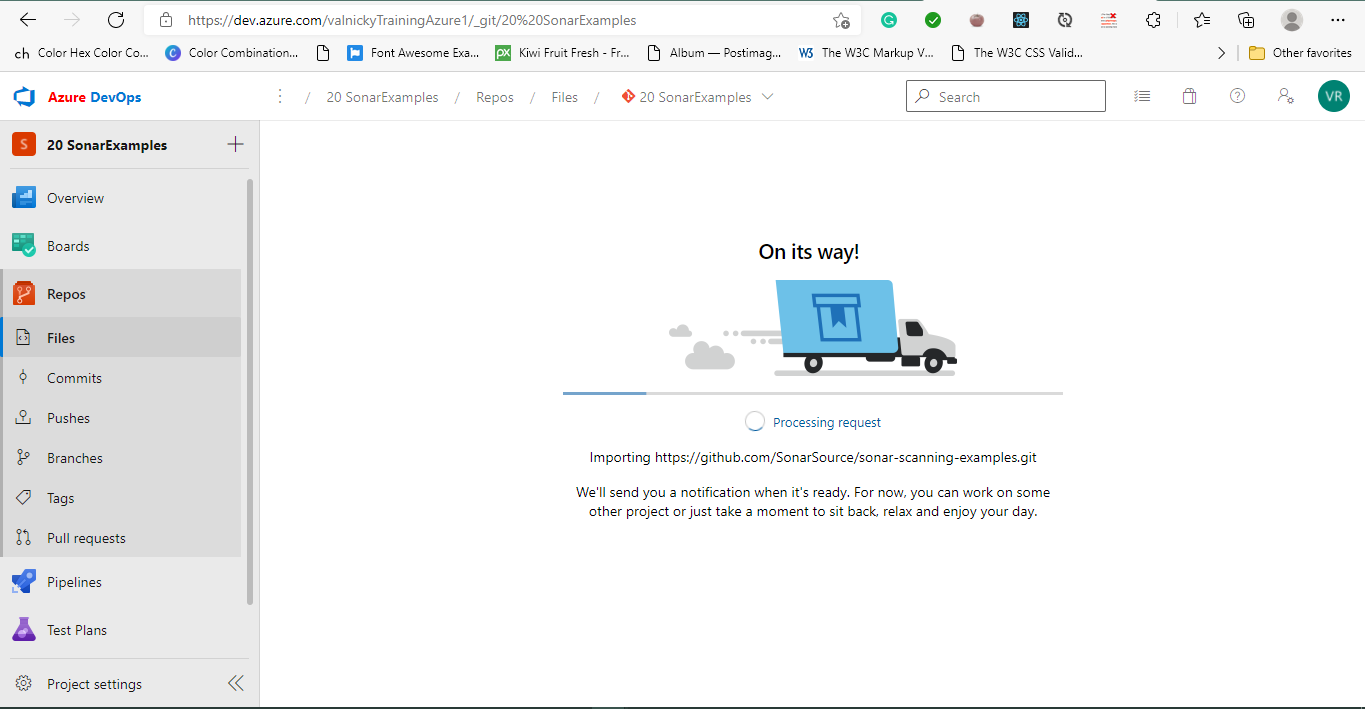 https://dev.azure.com/valnickyTrainingAzure1/_git/20%20SonarExamples
ch Color Hex Color Co... C Color Combination... Font Awesome Exa... px Kiwi Fruit Fresh - Fr... Album — Postimag... W3 The W3C Markup V... The W3C CSS Valid... Other favorites
Azure DevOps / 20 SonarExamples / Repos / Files / 20 SonarExamples Search VR
S 20 SonarExamples
Overview
Boards
Repos
Files
Commits
Pushes
Branches
Tags
Pull requests
Pipelines
Test Plans
Project settings
On its way!
Processing request
Importing https://github.com/SonarSource/sonar-scanning-examples.git
We'll send you a notification when it's ready. For now, you can work on some
other project or just take a moment to sit back, relax and enjoy your day.